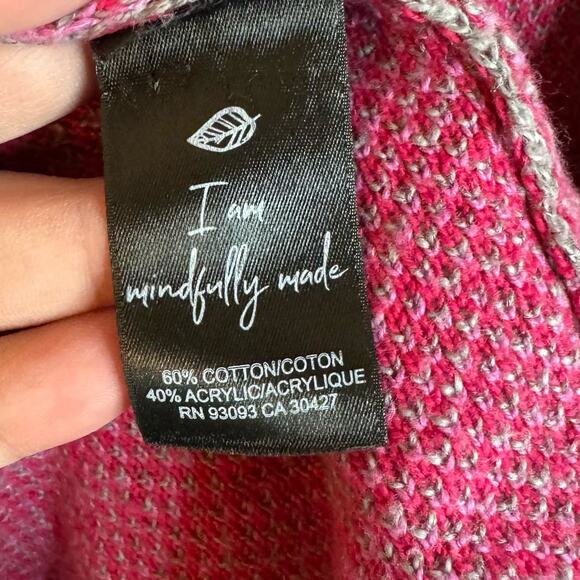 I am
mindfully made
60% COTTON/COTON
40% ACRYLIC/ACRYLIQUE
RN 93093 CA 30427